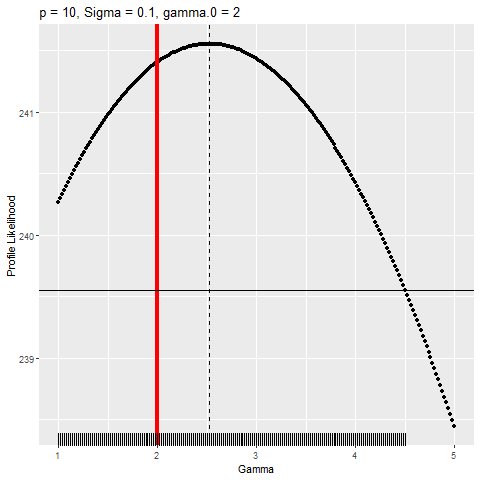 p = 10, Sigma = 0.1, gamma.0 = 2
Profile Likelihood
241
240
239
1 2 3 4 5
Gamma